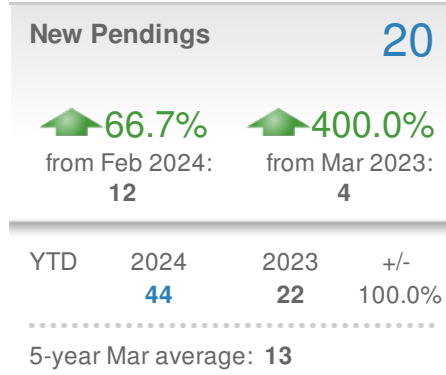 New Pendings 20
66.7% 400.0%
from Feb 2024: from Mar 2023:
12 4
YTD 2024 2023 +/-
44 22 100.0%
5-year Mar average: 13